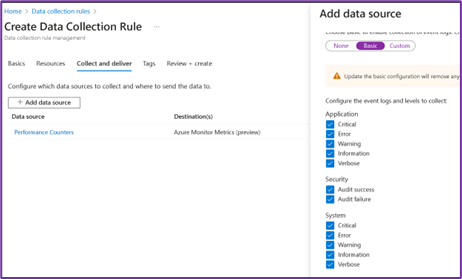 Home > Data collection rules >
Create Data Collection Rule ...
Data collection rule management
Basics Resources Collect and deliver Tags Review + create
Configure which data sources to collect and where to send the data to.
+ Add data source
Data source Destination(s)
Performance Counters Azure Monitor Metrics (preview)
Add data source
Choose Basic to enable collection of event logs. C
None Basic Custom
Update the basic configuration will remove any
Configure the event logs and levels to collect:
Application
Critical
Error
Warning
Information
Verbose
Security
Audit success
Audit failure
System
Critical
Error
Warning
Information
Verbose